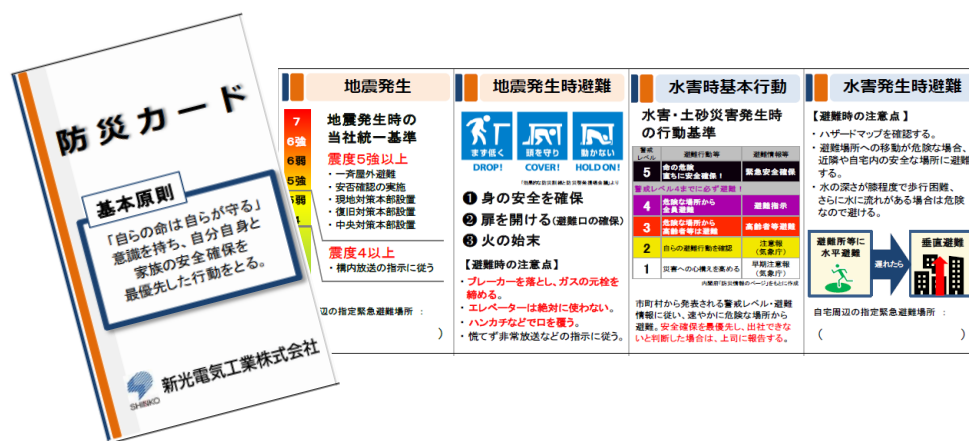 防災カード
基本原則
「自らの命は自らが守る」
意識を持ち、自分自身と
家族の安全確保を
最優先した行動をとる。
SHINKO
新光電気工業株式会社
地震発生
7
6強
6弱
5強
5弱
4
地震発生時の
当社統一基準
震度5強以上
・一斉屋外避難
・安否確認の実施
・現地対策本部設置
・復旧対策本部設置
・中央対策本部設置
震度4以上
・構内放送の指示に従う
辺の指定緊急避難場所 :
)
地震発生時避難
まず低く
頭を守り
動かない
DROP!
COVER!
HOLD ON!
❶ 身の安全を確保
❷ 扉を開ける(避難口の確保)
❸ 火の始末
【避難時の注意点】
・ブレーカーを落とし、ガスの元栓を
締める。
・エレベーターは絶対に使わない。
・ハンカチなどで口を覆う。
・慌てず非常放送などの指示に従う。
水害時基本行動
水害・土砂災害発生時
の行動基準
警戒
レベル
避難行動等
避難情報等
5
命の危険
直ちに安全確保!
緊急安全確保
警戒レベル4までに必ず避難!
4
危険な場所から
全員避難
避難指示
3
危険な場所から
高齢者等は避難
高齢者等避難
2
自らの避難行動を確認
注意報
(気象庁)
1
災害への心構えを高める
早期注意報
(気象庁)
内閣府「防災情報のページ」をもとに作成
市町村から発表される警戒レベル・避難
情報に従い、速やかに危険な場所から
避難。安全確保を最優先し、出社できな
いと判断した場合は、上司に報告する。
水害発生時避難
【避難時の注意点】
・ハザードマップを確認する。
・避難場所への移動が危険な場合、
近隣や自宅内の安全な場所に避難
する。
・水の深さが膝程度で歩行困難、
さらに水に流れがある場合は危険
なので避ける。
避難所等に
水平避難
遅れたら
垂直避難
自宅周辺の指定緊急避難場所 :
( )